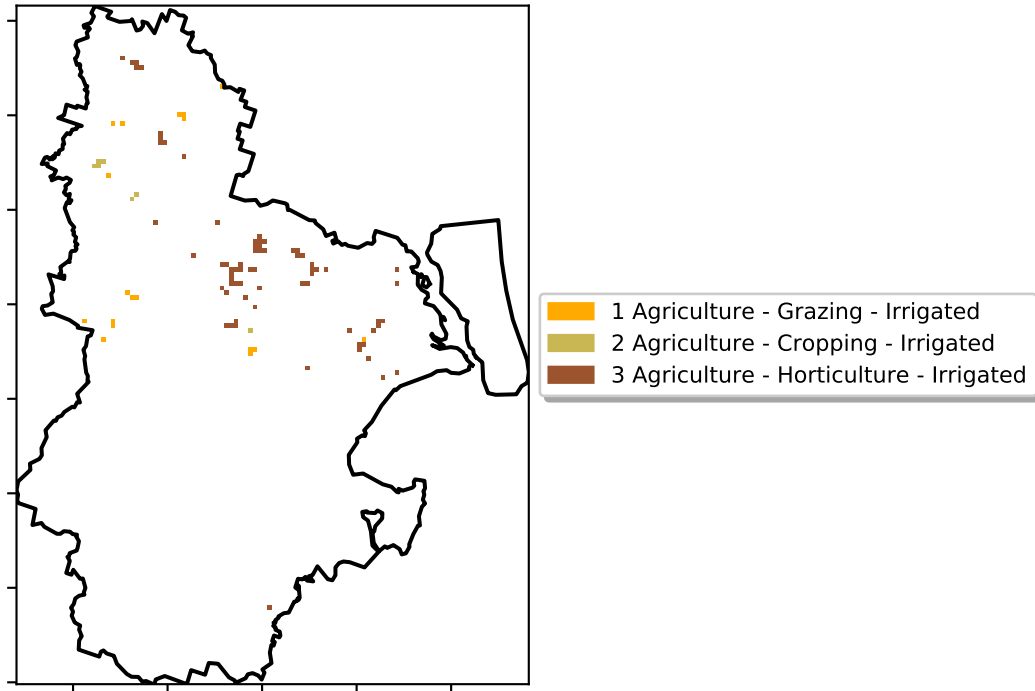 1 Agriculture - Grazing - Irrigated
2 Agriculture - Cropping - Irrigated
3 Agriculture - Horticulture - Irrigated